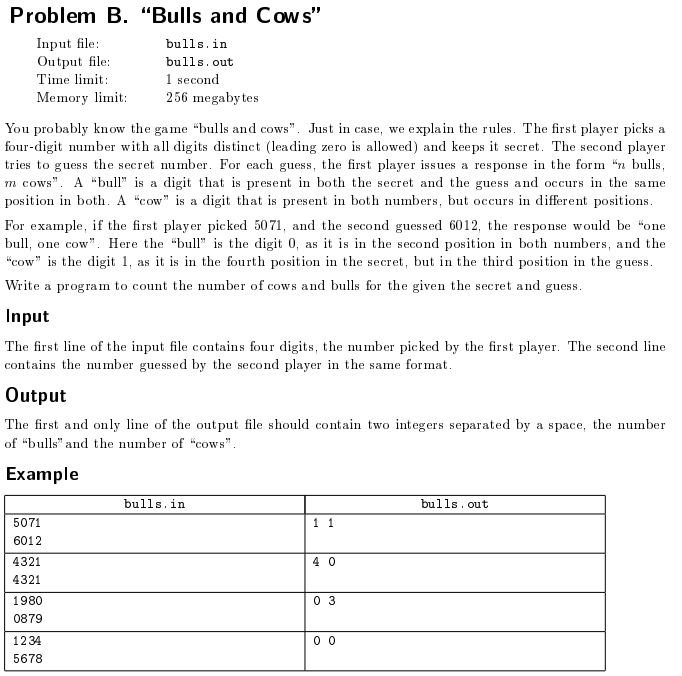 Problem B. “Bulls and Cows”
Input file: bulls.in
Output file: bulls.out
Time limit: 1 second
Memory limit: 256 megabytes
You probably know the game “bulls and cows”. Just in case, we explain the rules. The first player picks a
four-digit number with all digits distinct (leading zero is allowed) and keeps it secret. The second player
tries to guess the secret number. For each guess, the first player issues a response in the form “n bulls,
m cows”. A “bull” is a digit that is present in both the secret and the guess and occurs in the same
position in both. A “cow” is a digit that is present in both numbers, but occurs in different positions.
For example, if the first player picked 5071, and the second guessed 6012, the response would be “one
bull, one cow”. Here the “bull” is the digit 0, as it is in the second position in both numbers, and the
“cow” is the digit 1, as it is in the fourth position in the secret, but in the third position in the guess.
Write a program to count the number of cows and bulls for the given the secret and guess.
Input
The first line of the input file contains four digits, the number picked by the first player. The second line
contains the number guessed by the second player in the same format.
Output
The first and only line of the output file should contain two integers separated by a space, the number
of “bulls”and the number of “cows”.
Example
bulls.in bulls.out
5071 1 1
6012
4321 4 0
4321
1980 0 3
0879
1234 0 0
5678